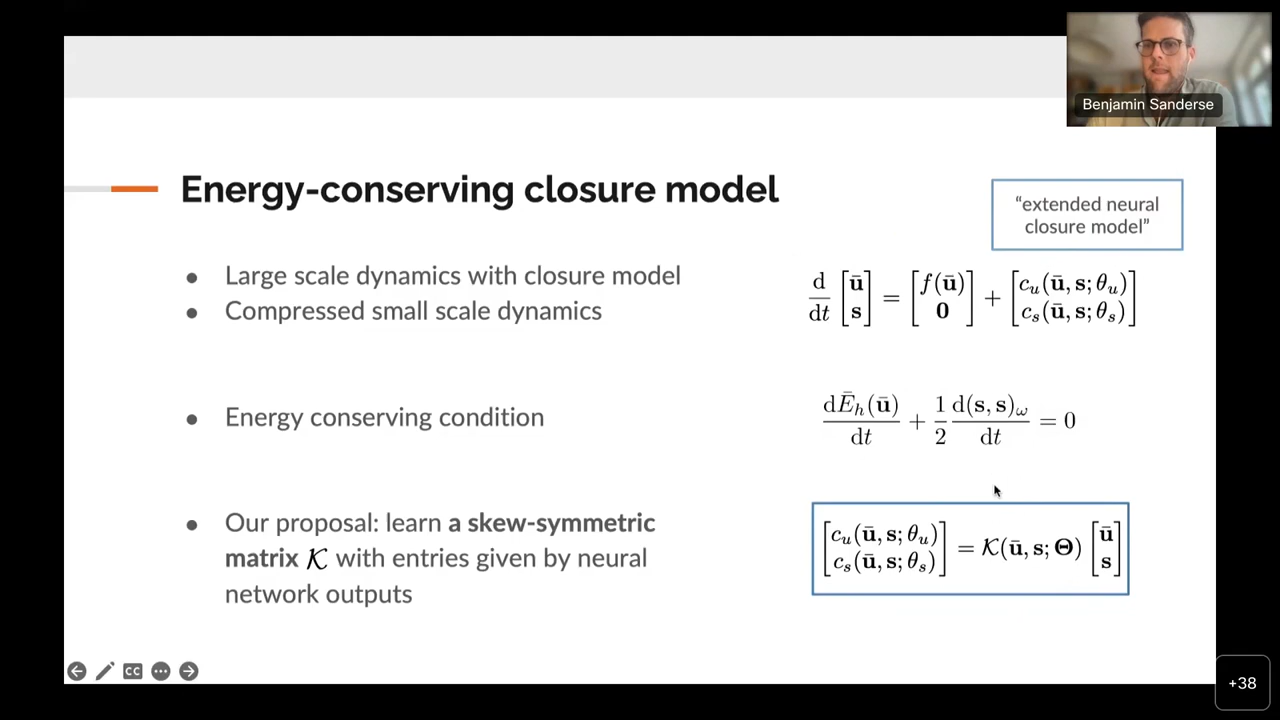 Benjamin Sanderse
Energy-conserving closure model
“extended neural
closure model”
● Large scale dynamics with closure model
● Compressed small scale dynamics
d/dt [ū s] = [f(ū) 0] + [c_u(ū, s; θ_u) c_s(ū, s; θ_s)]
● Energy conserving condition
dĒ_h(ū)/dt + 1/2 d(s, s)_ω/dt = 0
● Our proposal: learn a skew-symmetric
matrix 𝒦 with entries given by neural
network outputs
[c_u(ū, s; θ_u) c_s(ū, s; θ_s)] = 𝒦(ū, s; Θ) [ū s]
CC
+38